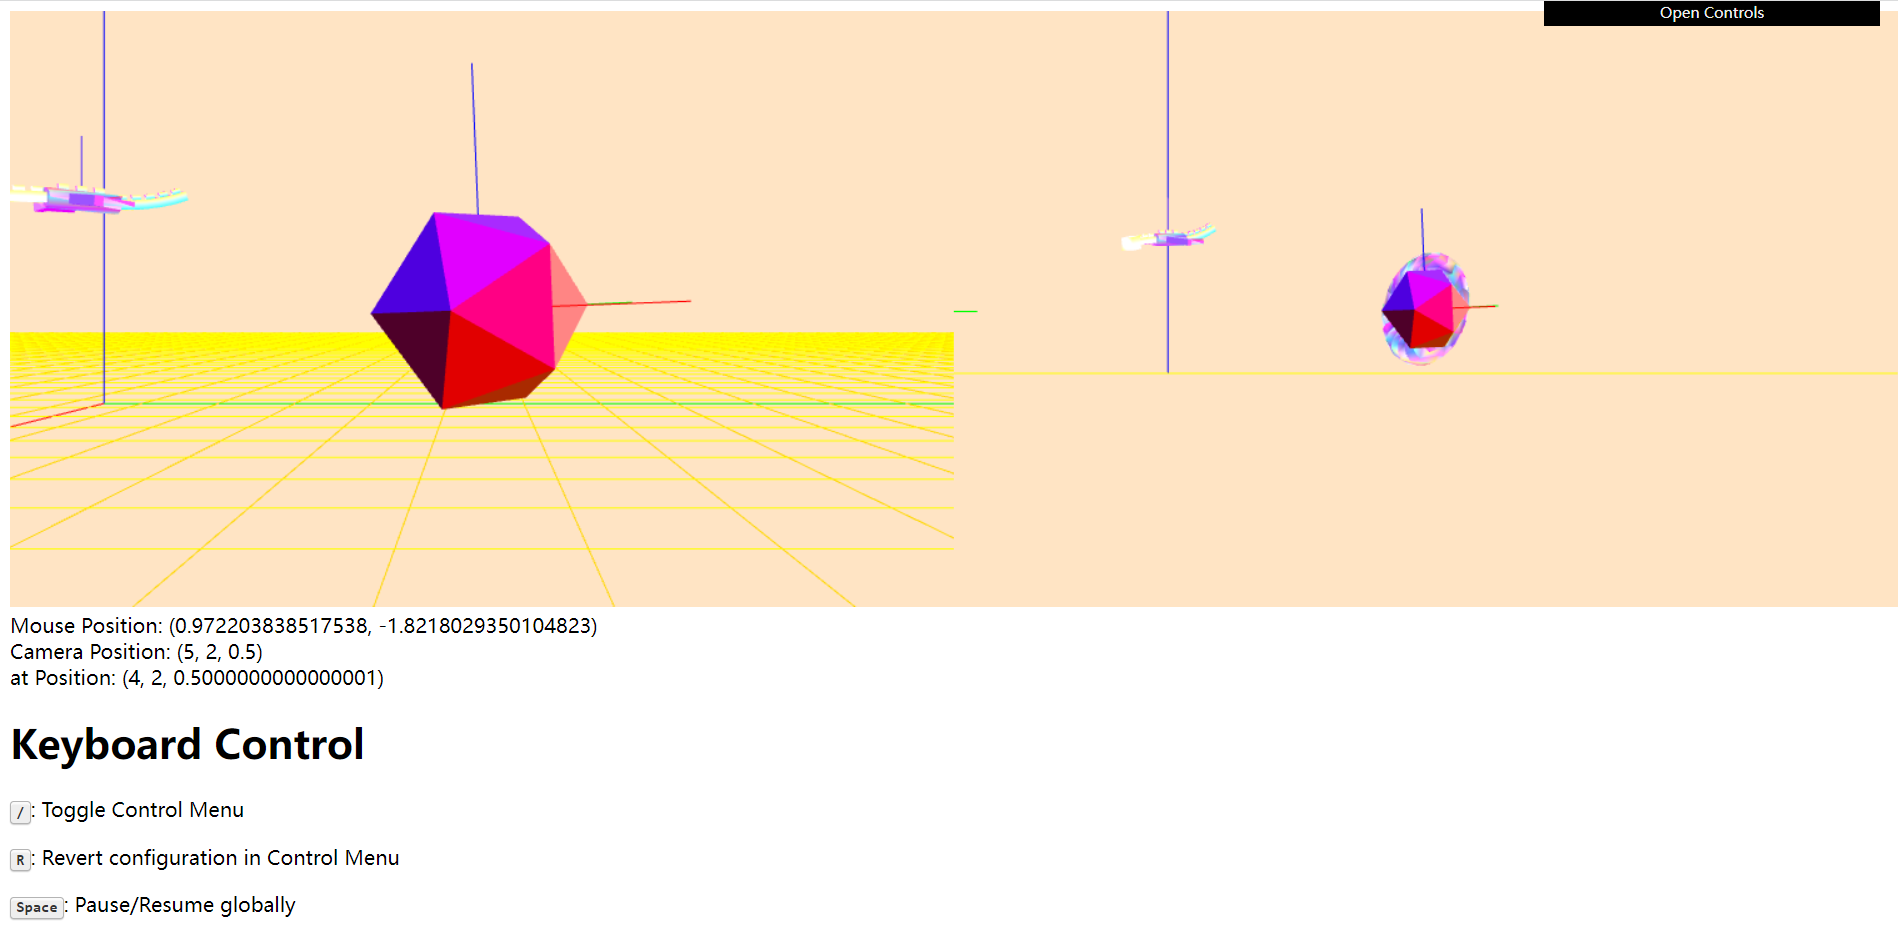 Open Controls
Mouse Position: (0.972203838517538, -1.8218029350104823)
Camera Position: (5, 2, 0.5)
at Position: (4, 2, 0.5000000000000001)
Keyboard Control
/: Toggle Control Menu
R: Revert configuration in Control Menu
Space: Pause/Resume globally